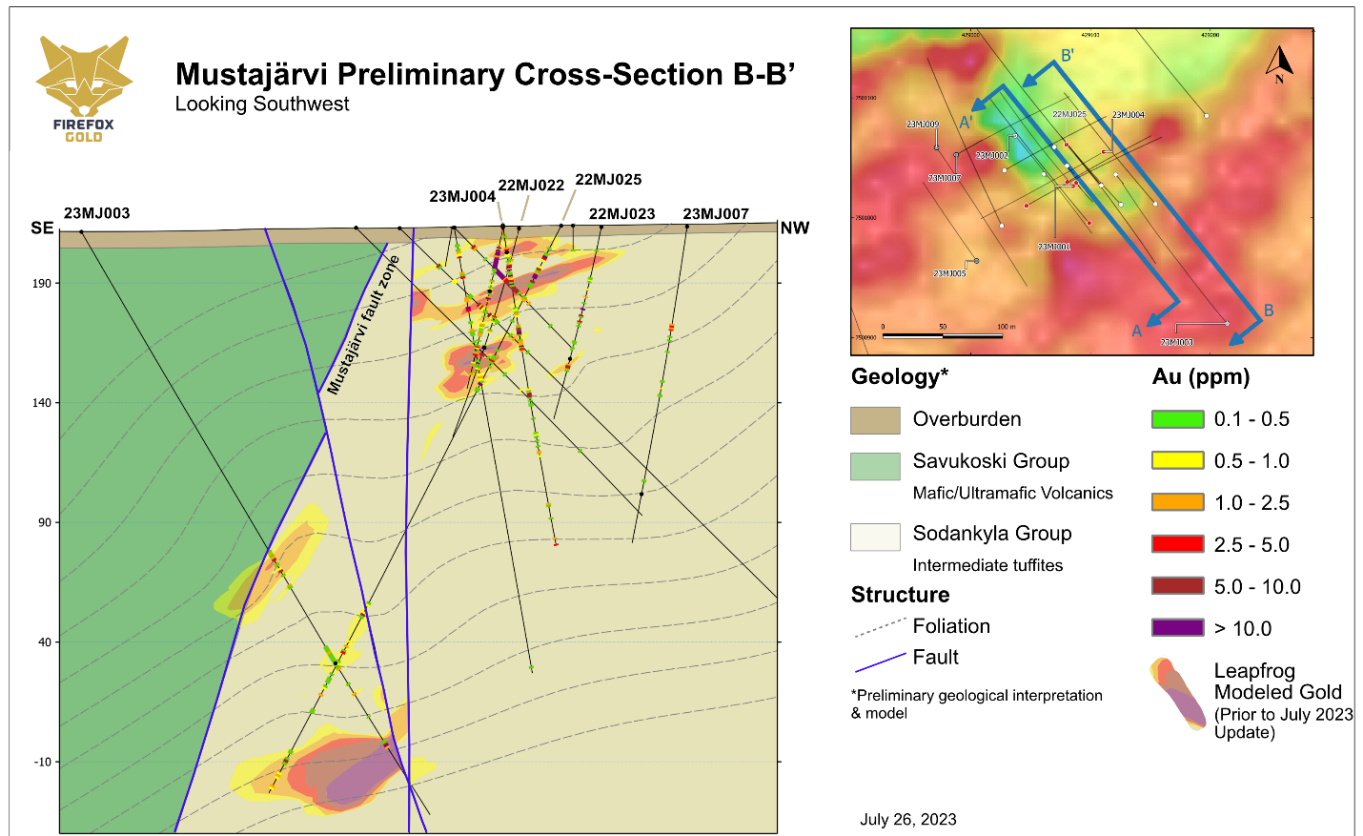 FIREFOX
GOLD
Mustajärvi Preliminary Cross-Section B-B’
Looking Southwest
23MJ003
23MJ004
22MJ022
22MJ025
22MJ023
23MJ007
SE
NW
190
140
90
40
-10
Mustajärvi fault zone
429100
7500000
B'
A'
N
23MJ009
22MJ025
23MJ004
23MJ002
23MJ007
23MJ001
23MJ005
23MJ003
A
B
0
50
100 m
Geology*
Overburden
Savukoski Group
Mafic/Ultramafic Volcanics
Sodankyla Group
Intermediate tuffites
Structure
Foliation
Fault
*Preliminary geological interpretation
& model
Au (ppm)
0.1 - 0.5
0.5 - 1.0
1.0 - 2.5
2.5 - 5.0
5.0 - 10.0
> 10.0
Leapfrog
Modeled Gold
(Prior to July 2023
Update)
July 26, 2023